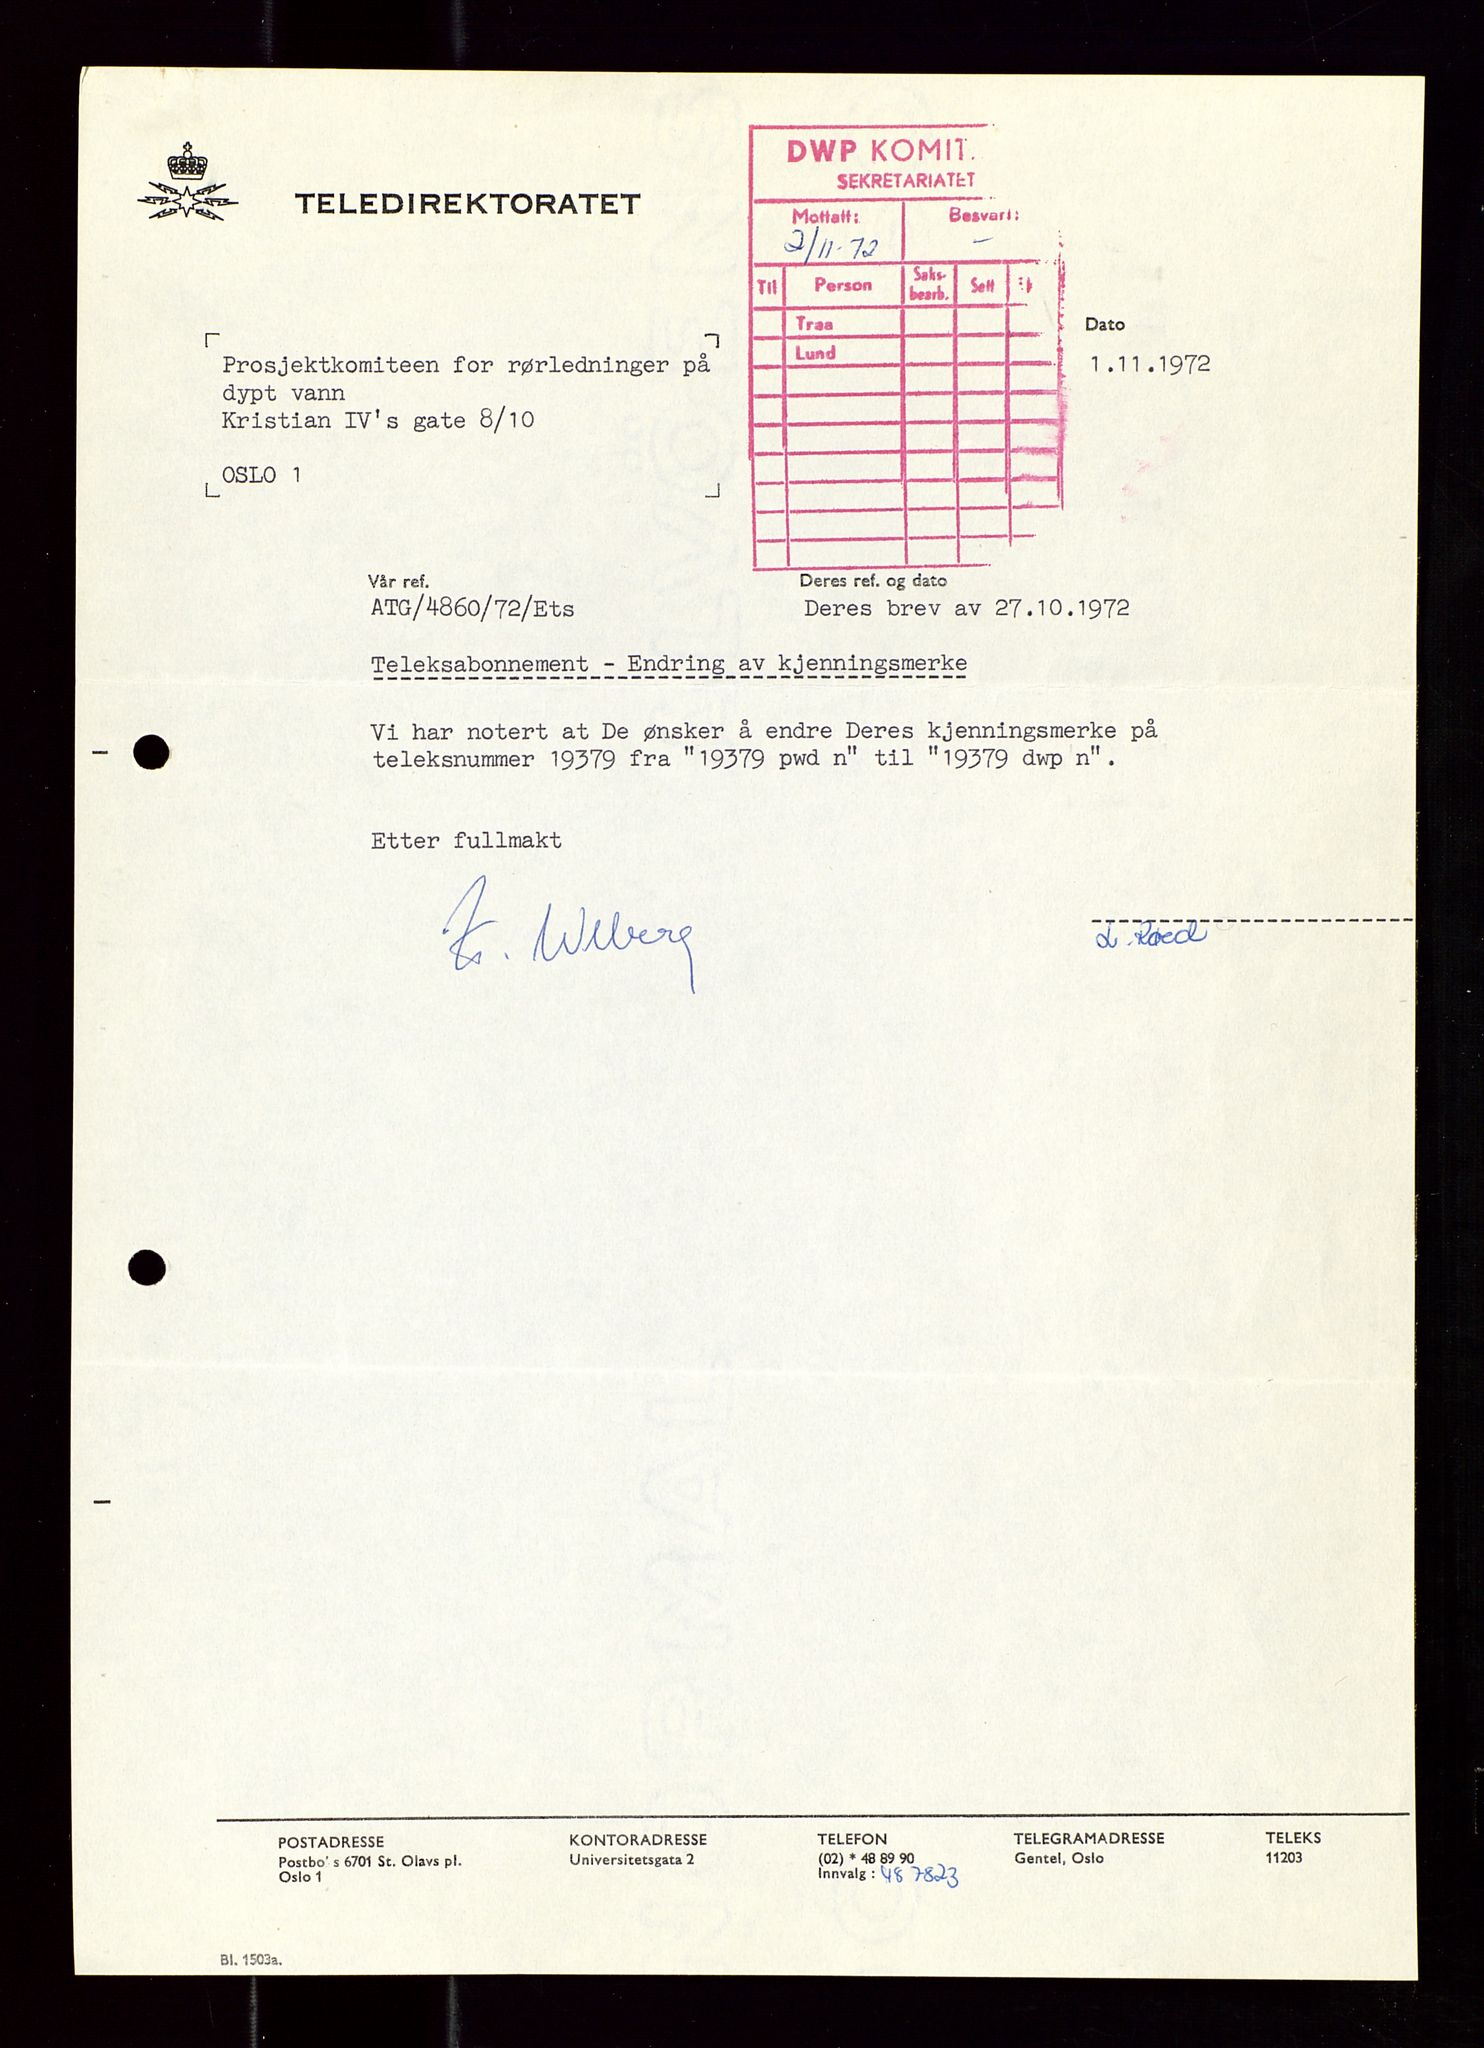 TELEDIREKTORATET
DWP KOMIT.
SEKRETARIATET
Mottatt: Besvart:
2/11-72 –
Til Person Saks-bearb. Sett
Traa
Lund
Dato
1.11.1972
Prosjektkomiteen for rørledninger på
dypt vann
Kristian IV's gate 8/10
OSLO 1
Vår ref. Deres ref. og dato
ATG/4860/72/Ets Deres brev av 27.10.1972
Teleksabonnement - Endring av kjenningsmerke
Vi har notert at De ønsker å endre Deres kjenningsmerke på
teleksnummer 19379 fra "19379 pwd n" til "19379 dwp n".
Etter fullmakt
POSTADRESSE KONTORADRESSE TELEFON TELEGRAMADRESSE TELEKS
Postbo's 6701 St. Olavs pl. Universitetsgata 2 (02) * 48 89 90 Gentel, Oslo 11203
Oslo 1 Innvalg: 487823
Bl. 1503a.